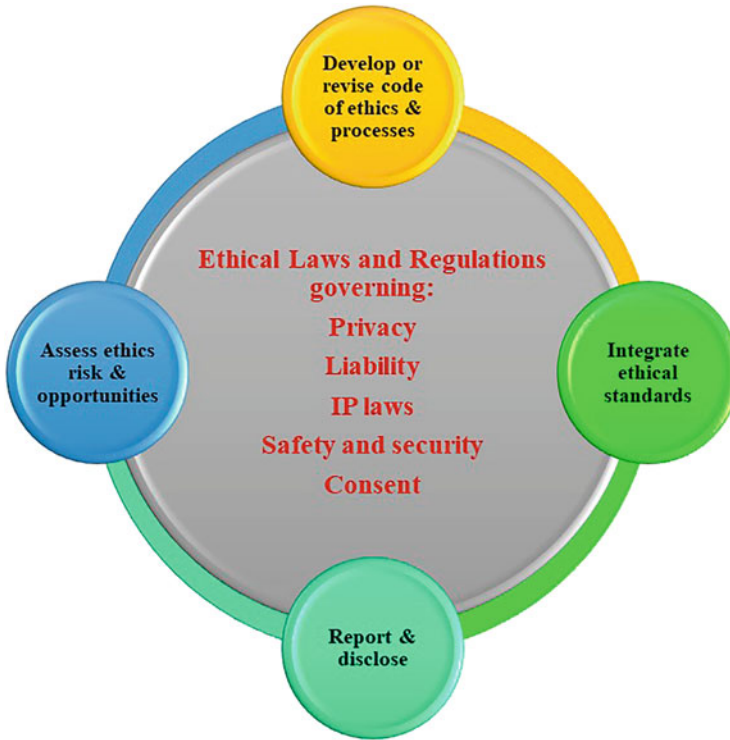 Develop or
revise code
of ethics &
processes
Ethical Laws and Regulations
governing:
Privacy
Liability
IP laws
Safety and security
Consent
Assess ethics
risk &
opportunities
Integrate
ethical
standards
Report &
disclose